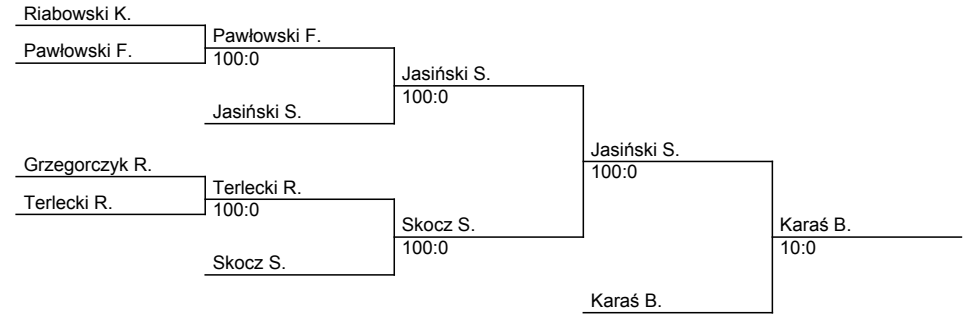 Riabowski K.
Pawłowski F.
Pawłowski F.
100:0
Jasiński S.
Jasiński S.
100:0
Grzegorczyk R.
Terlecki R.
Terlecki R.
100:0
Skocz S.
Skocz S.
100:0
Jasiński S.
100:0
Karaś B.
Karaś B.
10:0